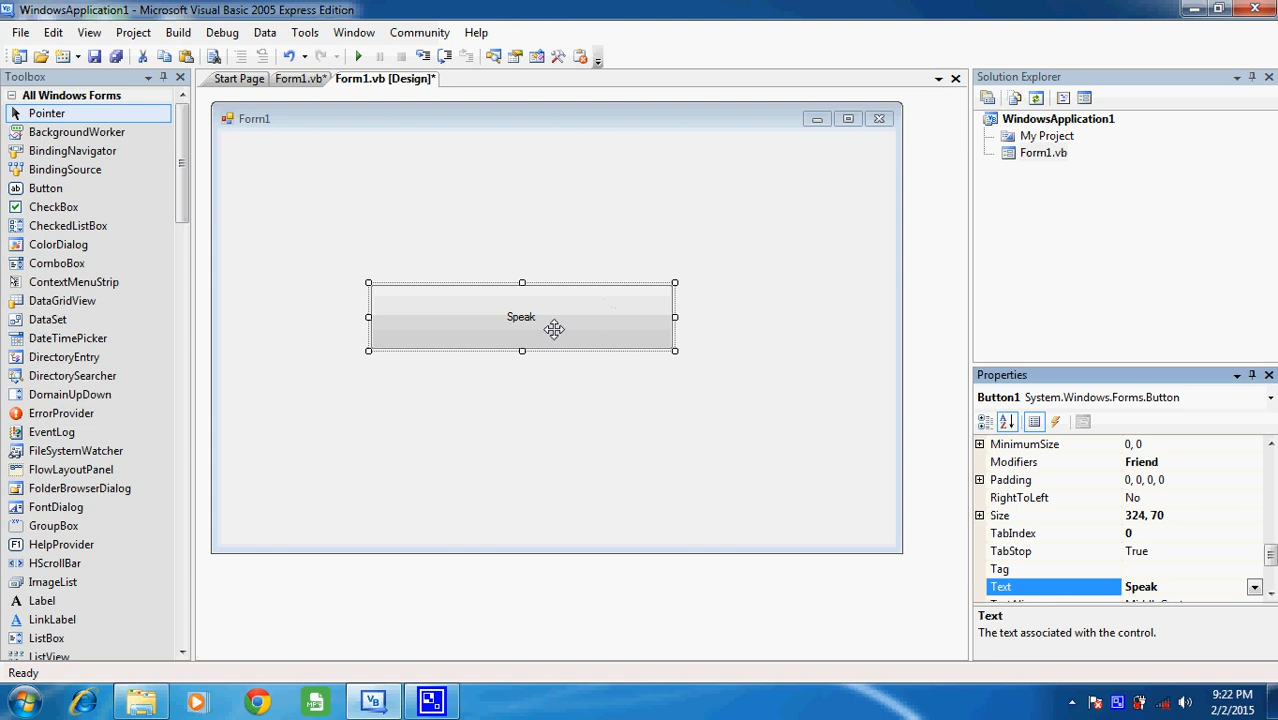 WindowsApplication1 - Microsoft Visual Basic 2005 Express Edition
File Edit View Project Build Debug Data Tools Window Community Help
Toolbox
All Windows Forms
Pointer
BackgroundWorker
BindingNavigator
BindingSource
Button
CheckBox
CheckedListBox
ColorDialog
ComboBox
ContextMenuStrip
DataGridView
DataSet
DateTimePicker
DirectoryEntry
DirectorySearcher
DomainUpDown
ErrorProvider
EventLog
FileSystemWatcher
FlowLayoutPanel
FolderBrowserDialog
FontDialog
GroupBox
HelpProvider
HScrollBar
ImageList
Label
LinkLabel
ListBox
ListView
Start Page Form1.vb* Form1.vb [Design]*
Form1
Speak
Solution Explorer
WindowsApplication1
My Project
Form1.vb
Properties
Button1 System.Windows.Forms.Button
MinimumSize 0, 0
Modifiers Friend
Padding 0, 0, 0, 0
RightToLeft No
Size 324, 70
TabIndex 0
TabStop True
Tag
Text Speak
Text
The text associated with the control.
Ready
9:22 PM
2/2/2015